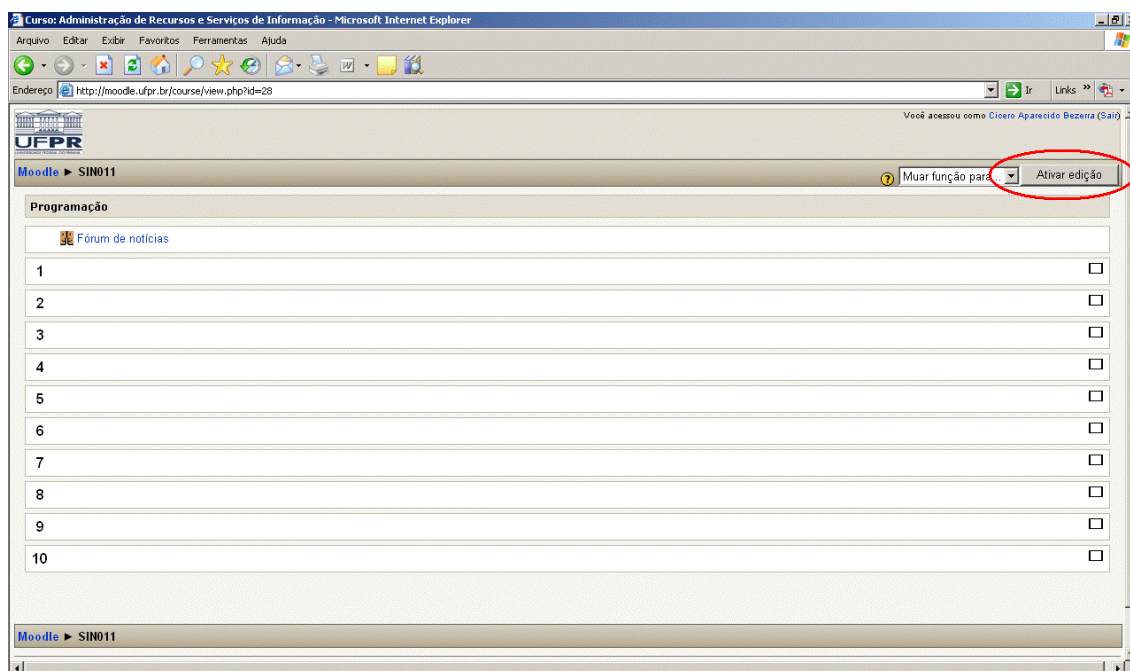 Curso: Administração de Recursos e Serviços de Informação - Microsoft Internet Explorer
Arquivo Editar Exibir Favoritos Ferramentas Ajuda
Endereço http://moodle.ufpr.br/course/view.php?id=28 Ir Links »
UFPR
Você acessou como Cicero Aparecido Bezerra (Sair)
Moodle ► SIN011 ? Muar função para... Ativar edição
Programação
Fórum de notícias
1
2
3
4
5
6
7
8
9
10
Moodle ► SIN011